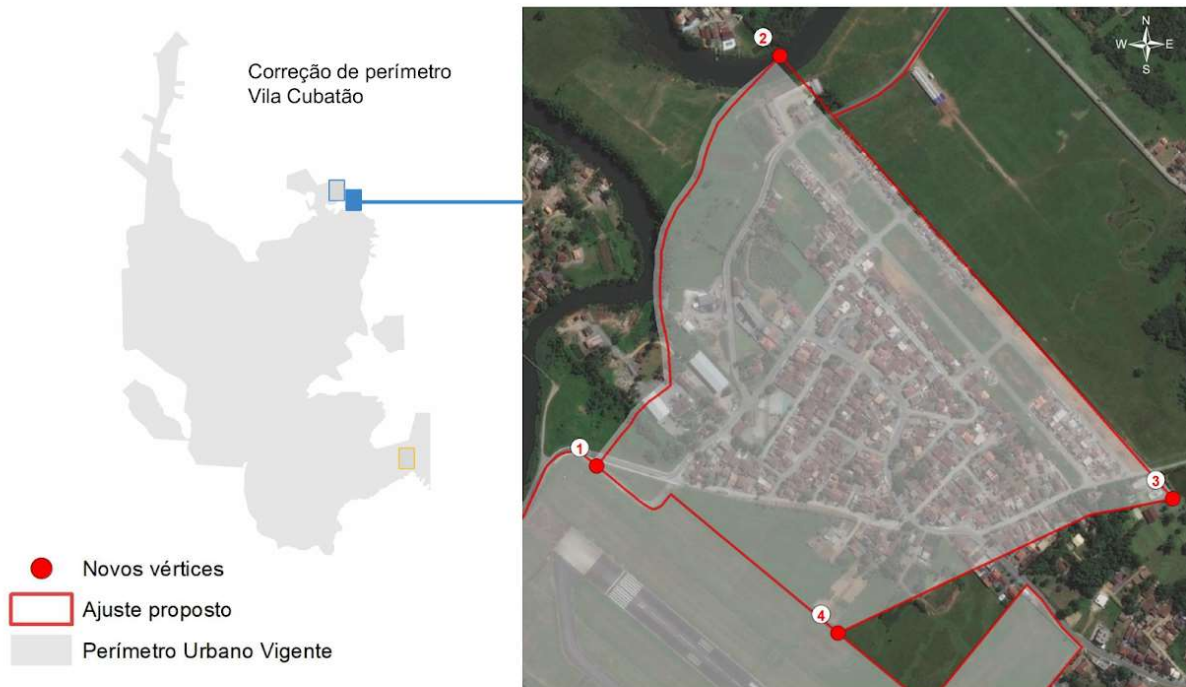 Correção de perímetro
Vila Cubatão
Novos vértices
Ajuste proposto
Perímetro Urbano Vigente
2
N
W E
S
1
3
4